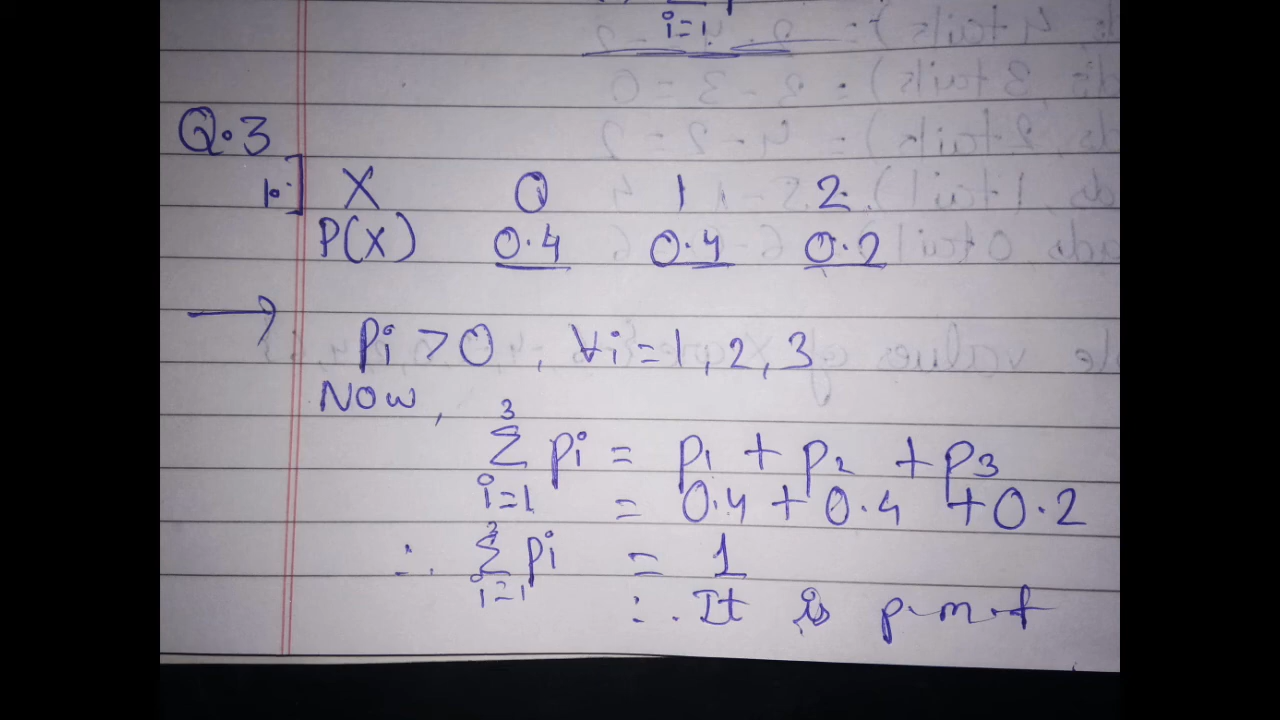 i=1
Q.3
1.] X 0 1 2
P(X) 0.4 0.4 0.2
→ Pi > 0, ∀i = 1, 2, 3
Now,
3
Σ pi = p1 + p2 + p3
i=1 = 0.4 + 0.4 + 0.2
3
∴ Σ pi = 1
i=1
∴ It is p.m.f